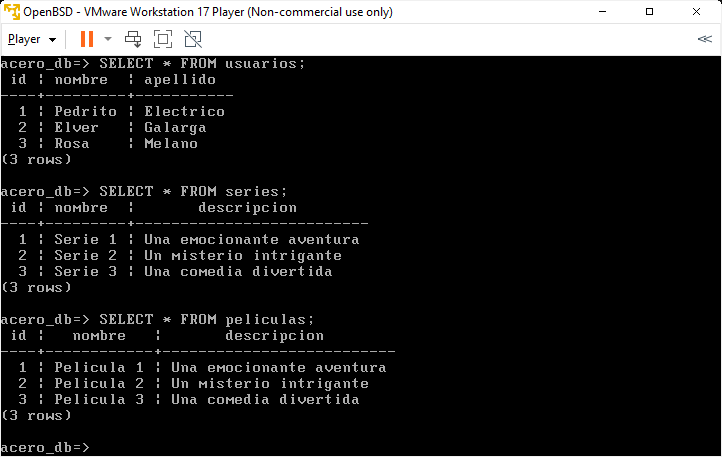 OpenBSD - VMware Workstation 17 Player (Non-commercial use only)
Player
acero_db=> SELECT * FROM usuarios;
 id ¦ nombre  ¦ apellido
----+---------+-----------
  1 ¦ Pedrito ¦ Electrico
  2 ¦ Elver   ¦ Galarga
  3 ¦ Rosa    ¦ Melano
(3 rows)
acero_db=> SELECT * FROM series;
 id ¦ nombre  ¦       descripcion
----+---------+--------------------------
  1 ¦ Serie 1 ¦ Una emocionante aventura
  2 ¦ Serie 2 ¦ Un misterio intrigante
  3 ¦ Serie 3 ¦ Una comedia divertida
(3 rows)
acero_db=> SELECT * FROM peliculas;
 id ¦   nombre   ¦       descripcion
----+------------+--------------------------
  1 ¦ Pelicula 1 ¦ Una emocionante aventura
  2 ¦ Pelicula 2 ¦ Un misterio intrigante
  3 ¦ Pelicula 3 ¦ Una comedia divertida
(3 rows)
acero_db=>